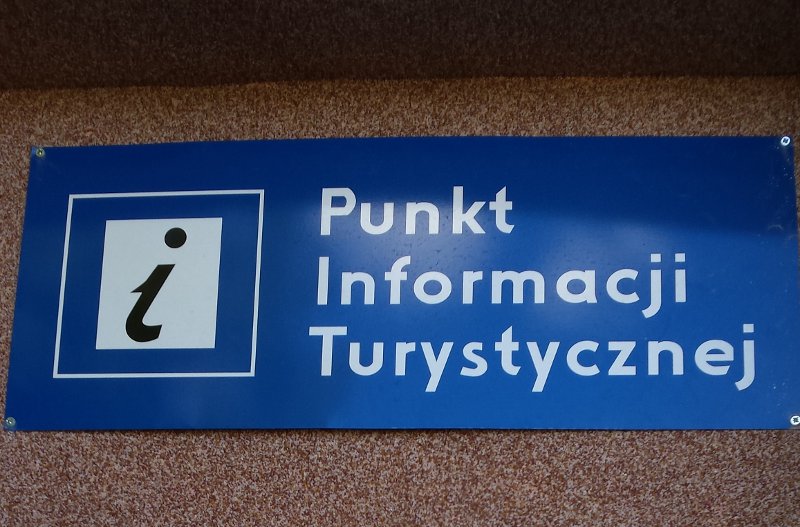 i
Punkt
Informacji
Turystycznej